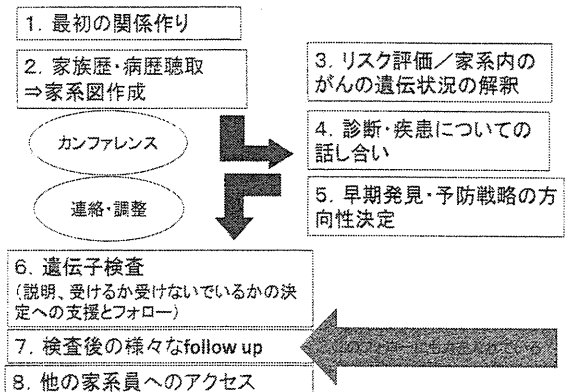 1. 最初の関係作り
2. 家族歴・病歴聴取
⇒家系図作成
カンファレンス
連絡・調整
3. リスク評価/家系内の
がんの遺伝状況の解釈
4. 診断・疾患についての
話し合い
5. 早期発見・予防戦略の方
向性決定
6. 遺伝子検査
(説明、受けるか受けないでいるかの決
定への支援とフォロー)
7. 検査後の様々なfollow up
8. 他の家系員へのアクセス